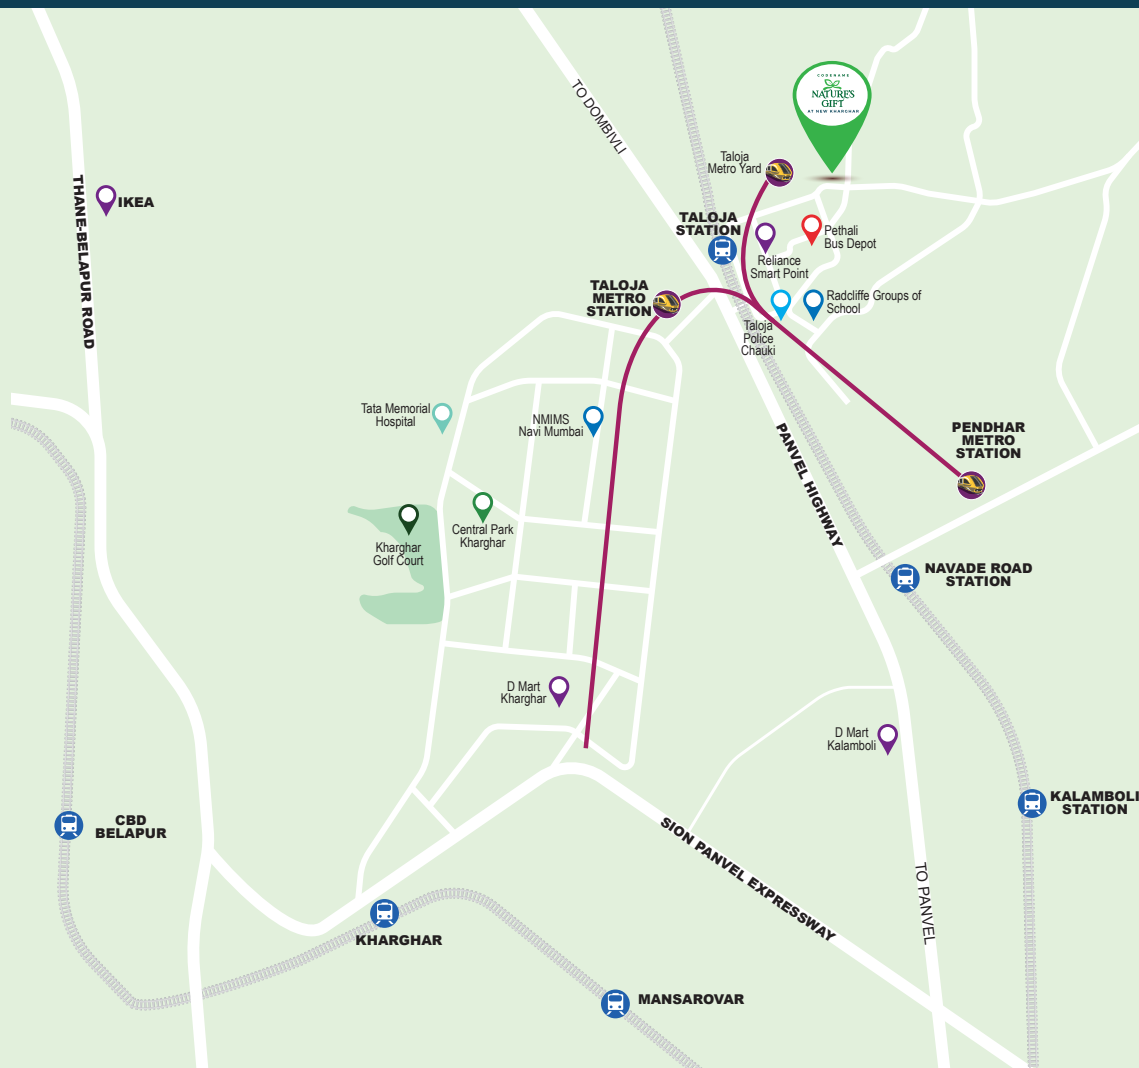 CODENAME
NATURE'S
GIFT
AT NEW KHARGHAR
TO DOMBIVLI
Taloja
Metro Yard
THANE-BELAPUR ROAD
IKEA
TALOJA
STATION
Pethali
Bus Depot
Reliance
Smart Point
TALOJA
METRO
STATION
Radcliffe Groups of
School
Taloja
Police
Chauki
Tata Memorial
Hospital
NMIMS
Navi Mumbai
PENDHAR
METRO
STATION
PANVEL HIGHWAY
Central Park
Kharghar
Kharghar
Golf Court
NAVADE ROAD
STATION
D Mart
Kharghar
D Mart
Kalamboli
KALAMBOLI
STATION
CBD
BELAPUR
SION PANVEL EXPRESSWAY
TO PANVEL
KHARGHAR
MANSAROVAR